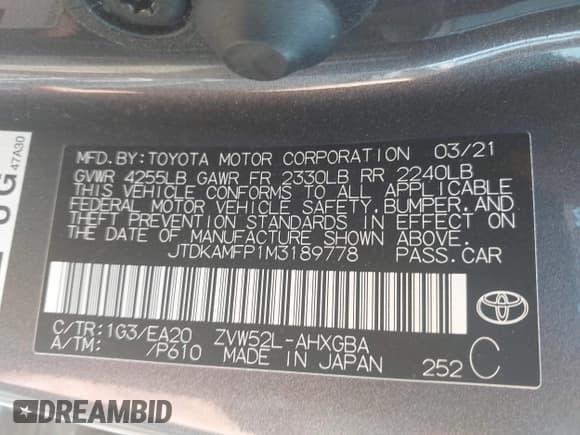 MFD. BY: TOYOTA MOTOR CORPORATION 03/21
GVWR 4255LB GAWR FR 2330LB RR 2240LB
THIS VEHICLE CONFORMS TO ALL APPLICABLE
FEDERAL MOTOR VEHICLE SAFETY, BUMPER, AND
THEFT PREVENTION STANDARDS IN EFFECT ON
THE DATE OF MANUFACTURE SHOWN ABOVE.
JTDKAMFP1M3189778 PASS.CAR
C/TR:1G3/EA20 ZVW52L-AHXGBA
A/TM: /P610 MADE IN JAPAN 252 C
47A30
DREAMBID